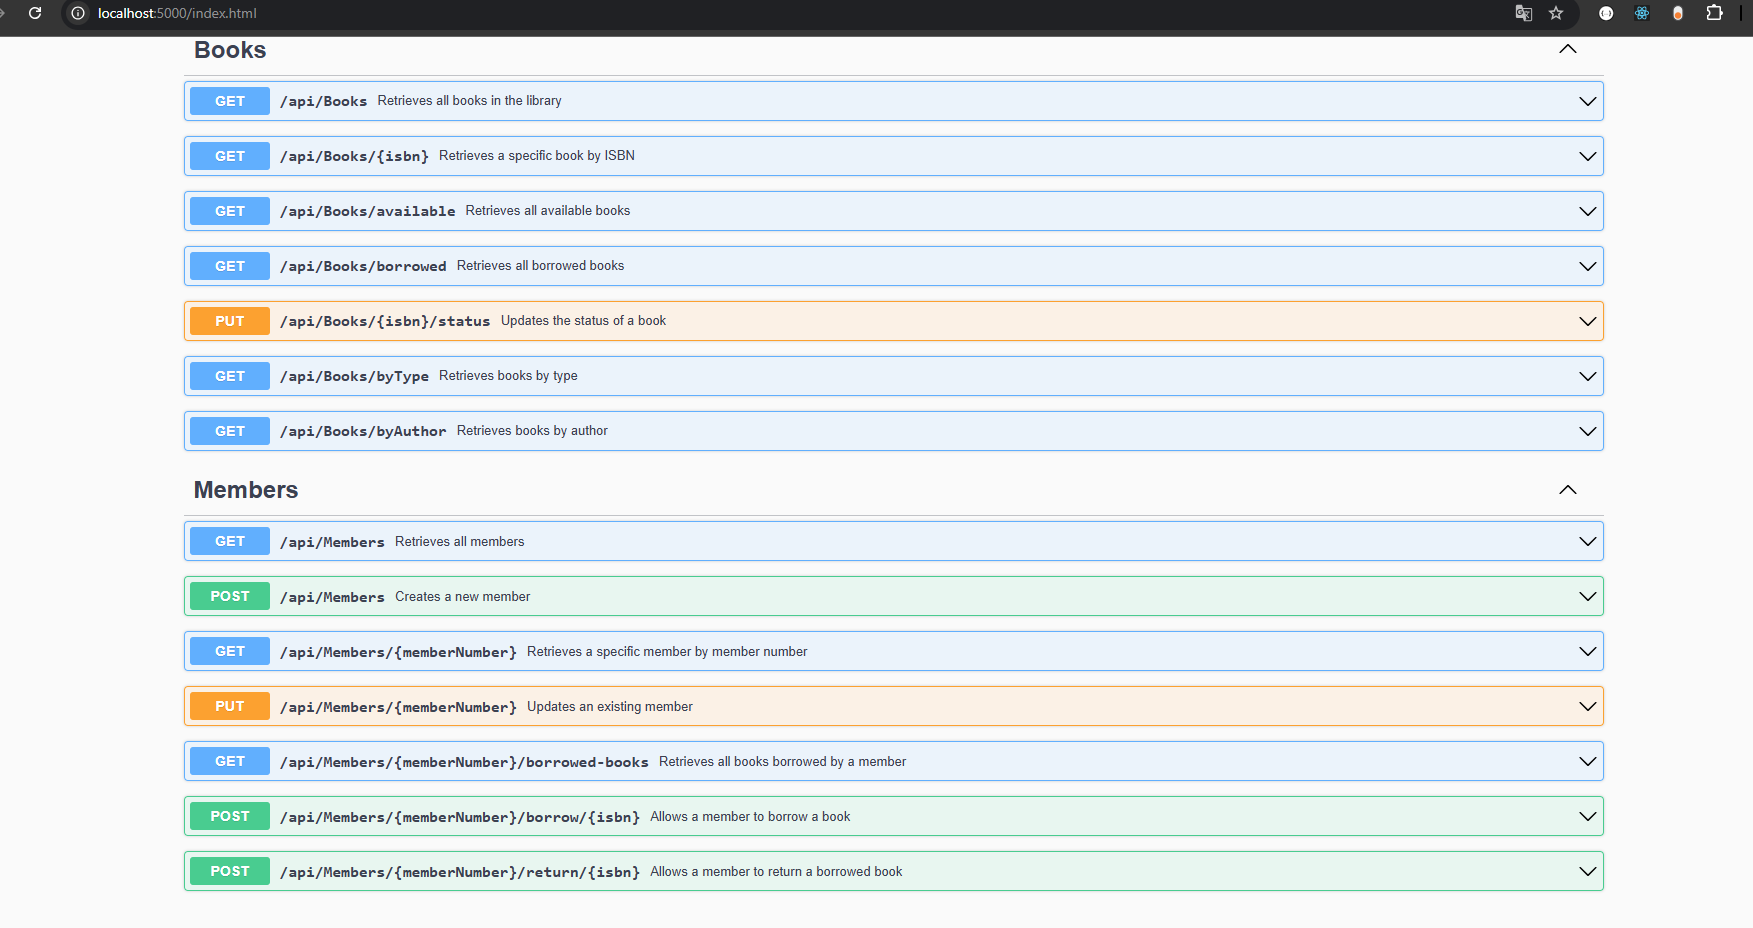 localhost:5000/index.html
Books
GET /api/Books Retrieves all books in the library
GET /api/Books/{isbn} Retrieves a specific book by ISBN
GET /api/Books/available Retrieves all available books
GET /api/Books/borrowed Retrieves all borrowed books
PUT /api/Books/{isbn}/status Updates the status of a book
GET /api/Books/byType Retrieves books by type
GET /api/Books/byAuthor Retrieves books by author
Members
GET /api/Members Retrieves all members
POST /api/Members Creates a new member
GET /api/Members/{memberNumber} Retrieves a specific member by member number
PUT /api/Members/{memberNumber} Updates an existing member
GET /api/Members/{memberNumber}/borrowed-books Retrieves all books borrowed by a member
POST /api/Members/{memberNumber}/borrow/{isbn} Allows a member to borrow a book
POST /api/Members/{memberNumber}/return/{isbn} Allows a member to return a borrowed book